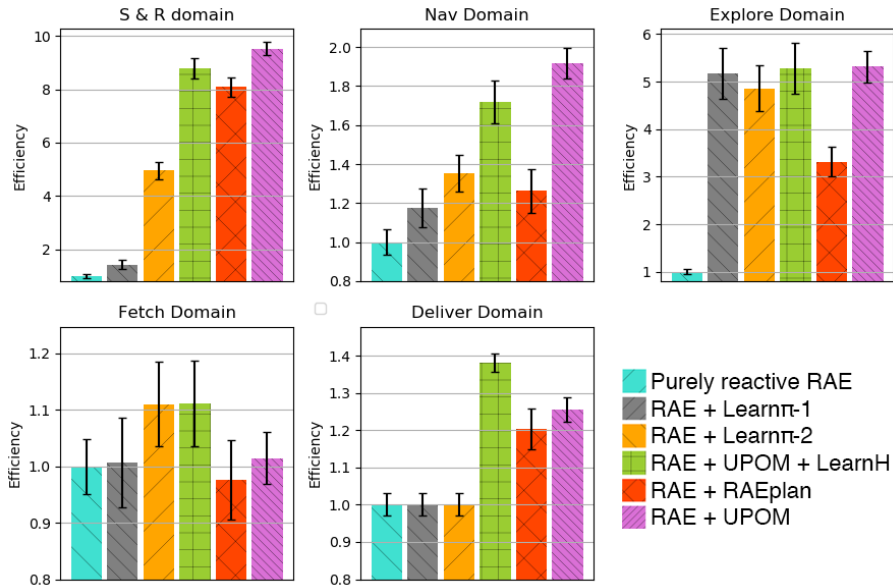 S & R domain
Efficiency
10
8
6
4
2
Nav Domain
Efficiency
2.0
1.8
1.6
1.4
1.2
1.0
0.8
Explore Domain
Efficiency
6
5
4
3
2
1
Fetch Domain
Efficiency
1.2
1.1
1.0
0.9
0.8
Deliver Domain
Efficiency
1.4
1.3
1.2
1.1
1.0
0.9
0.8
Purely reactive RAE
RAE + Learnπ-1
RAE + Learnπ-2
RAE + UPOM + LearnH
RAE + RAEplan
RAE + UPOM